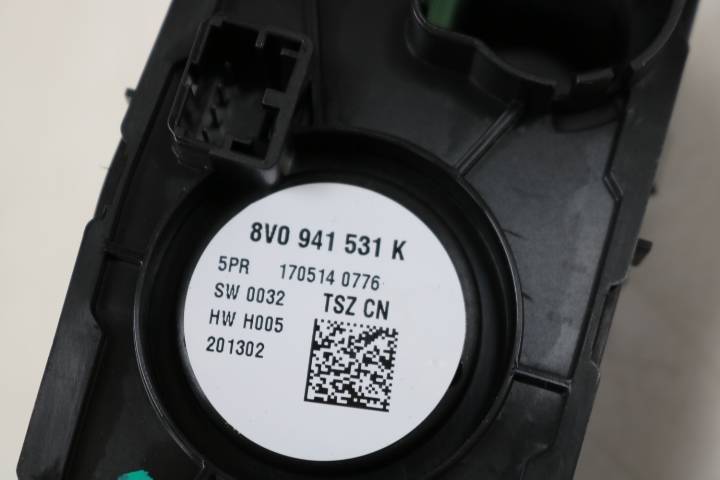 8V0 941 531 K
5PR 170514 0776
SW 0032 TSZ CN
HW H005
201302